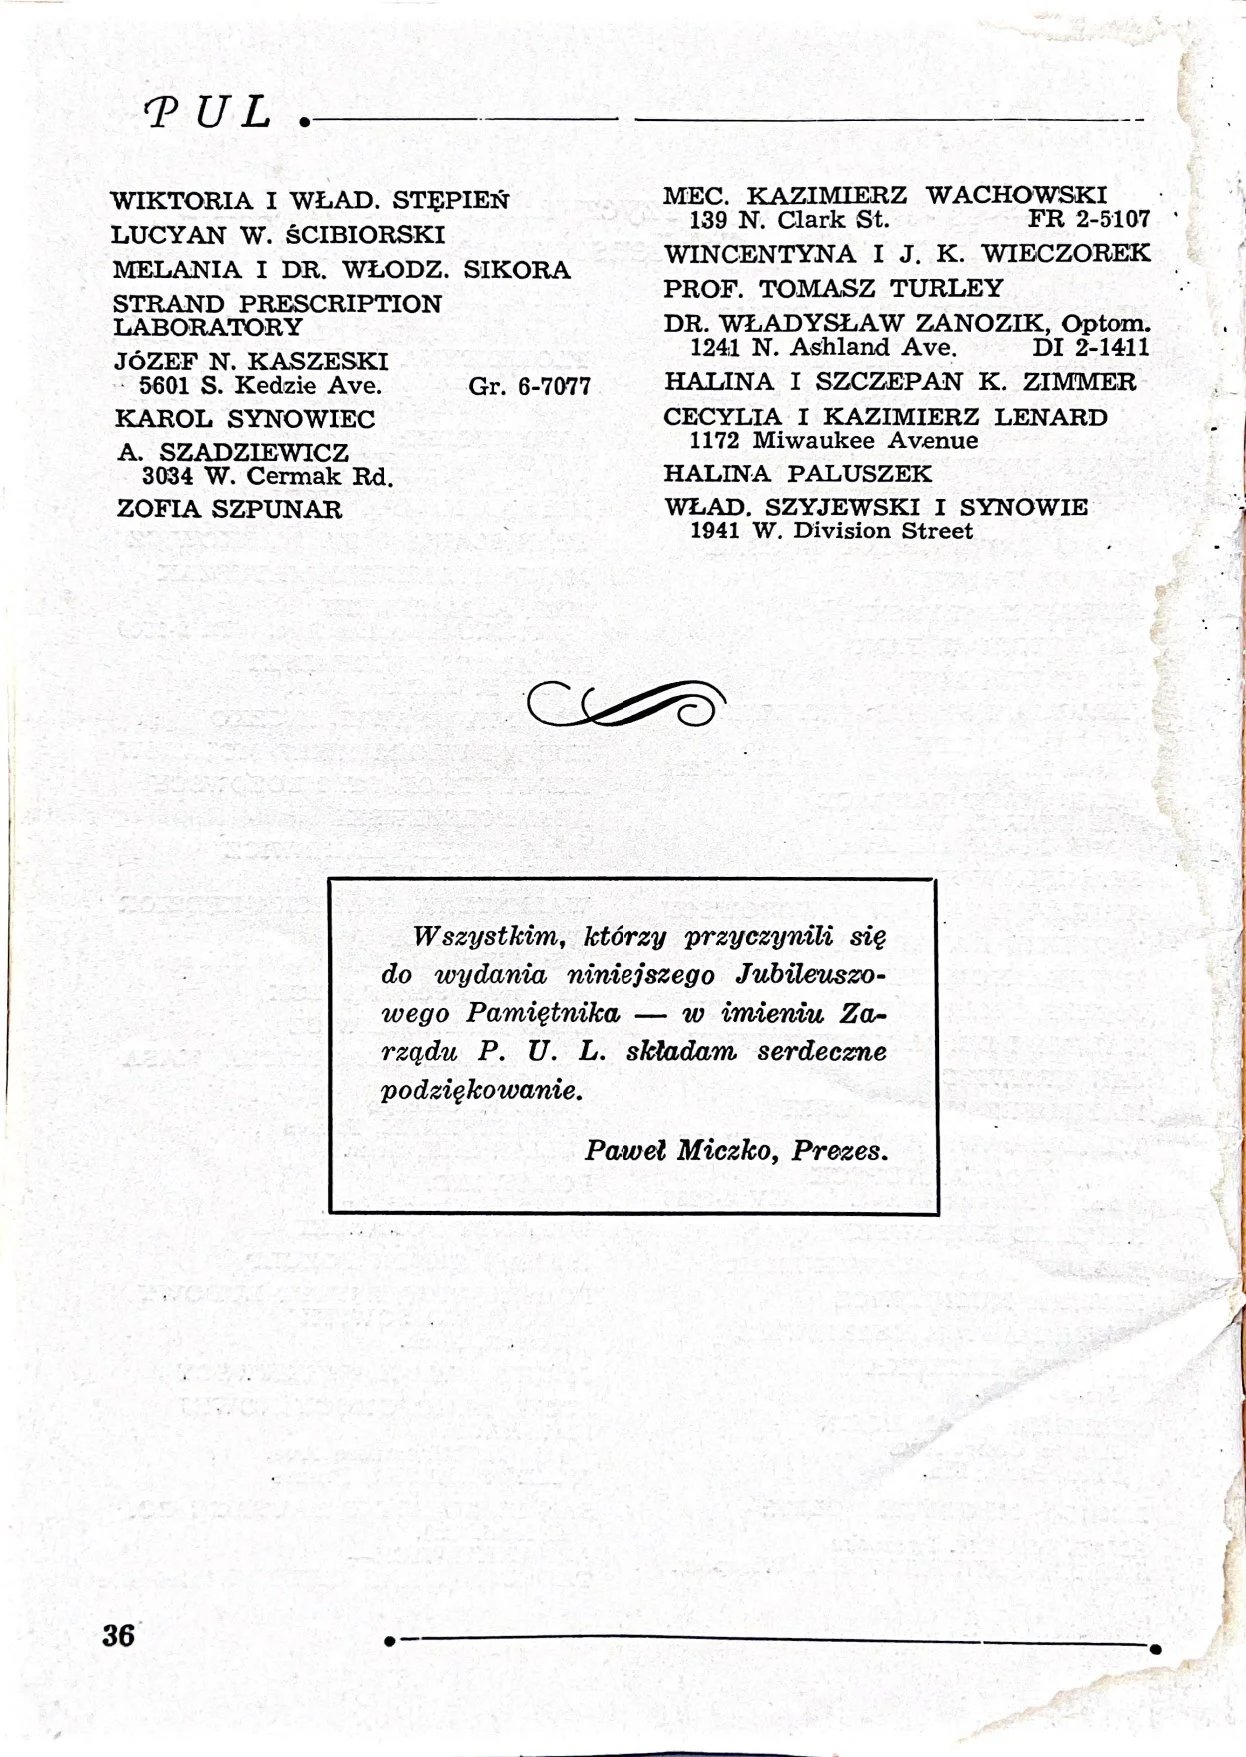 PUL
WIKTORIA I WŁAD. STĘPIEŃ
LUCYAN W. ŚCIBIORSKI
MELANIA I DR. WŁODZ. SIKORA
STRAND PRESCRIPTION
LABORATORY
JÓZEF N. KASZESKI
5601 S. Kedzie Ave. Gr. 6-7077
KAROL SYNOWIEC
A. SZADZIEWICZ
3034 W. Cermak Rd.
ZOFIA SZPUNAR
MEC. KAZIMIERZ WACHOWSKI
139 N. Clark St. FR 2-5107
WINCENTYNA I J. K. WIECZOREK
PROF. TOMASZ TURLEY
DR. WŁADYSŁAW ZANOZIK, Optom.
1241 N. Ashland Ave. DI 2-1411
HALINA I SZCZEPAN K. ZIMMER
CECYLIA I KAZIMIERZ LENARD
1172 Miwaukee Avenue
HALINA PALUSZEK
WŁAD. SZYJEWSKI I SYNOWIE
1941 W. Division Street
Wszystkim, którzy przyczynili się
do wydania niniejszego Jubileuszo-
wego Pamiętnika — w imieniu Za-
rządu P. U. L. składam serdeczne
podziękowanie.
Paweł Miczko, Prezes.
36